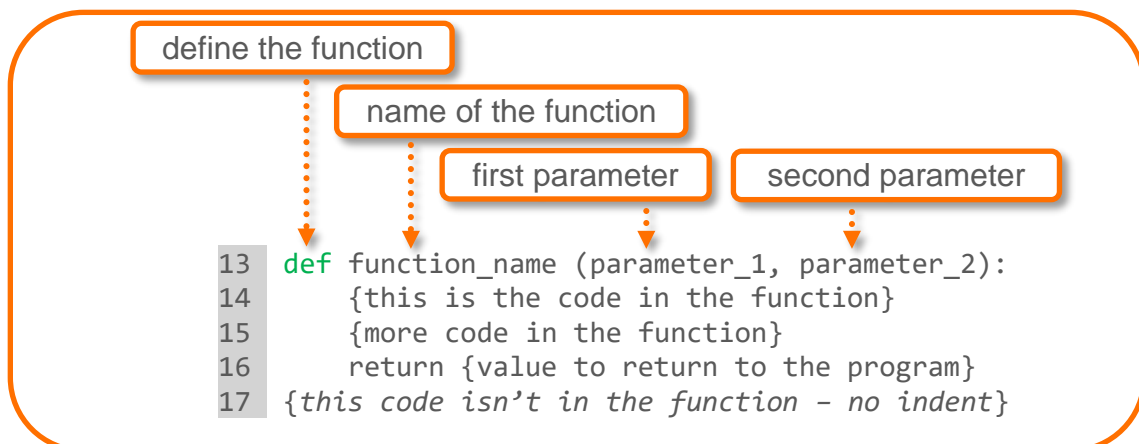 define the function
name of the function
first parameter second parameter
13 def function_name (parameter_1, parameter_2):
14 {this is the code in the function}
15 {more code in the function}
16 return {value to return to the program}
17 {this code isn’t in the function – no indent}